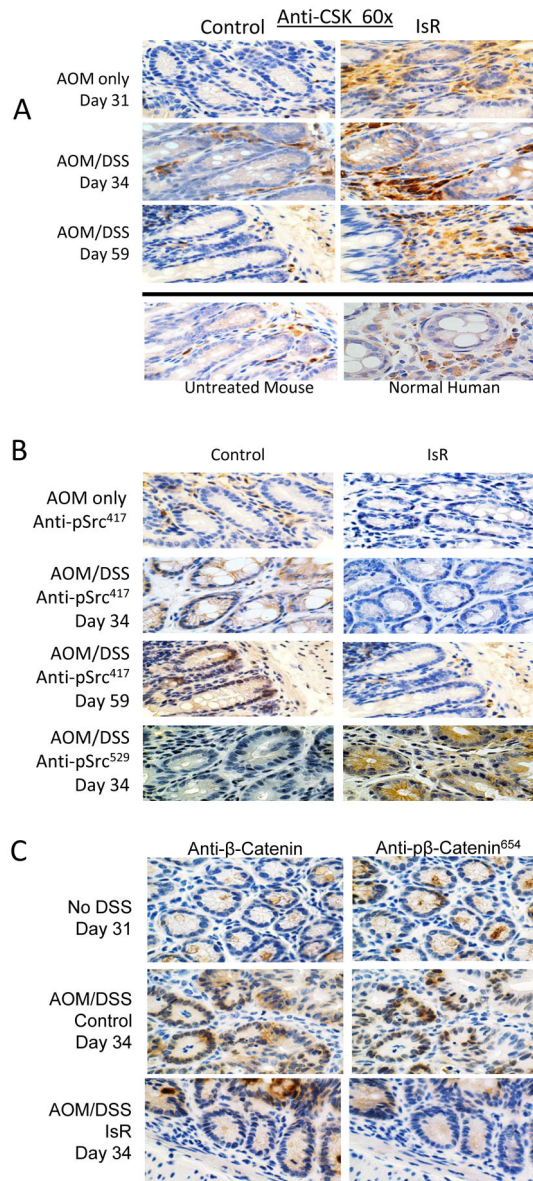 Anti-CSK 60x
Control IsR
A
AOM only
Day 31
AOM/DSS
Day 34
AOM/DSS
Day 59
Untreated Mouse Normal Human
B
Control IsR
AOM only
Anti-pSrc⁴¹⁷
AOM/DSS
Anti-pSrc⁴¹⁷
Day 34
AOM/DSS
Anti-pSrc⁴¹⁷
Day 59
AOM/DSS
Anti-pSrc⁵²⁹
Day 34
C
Anti-β-Catenin Anti-pβ-Catenin⁶⁵⁴
No DSS
Day 31
AOM/DSS
Control
Day 34
AOM/DSS
IsR
Day 34